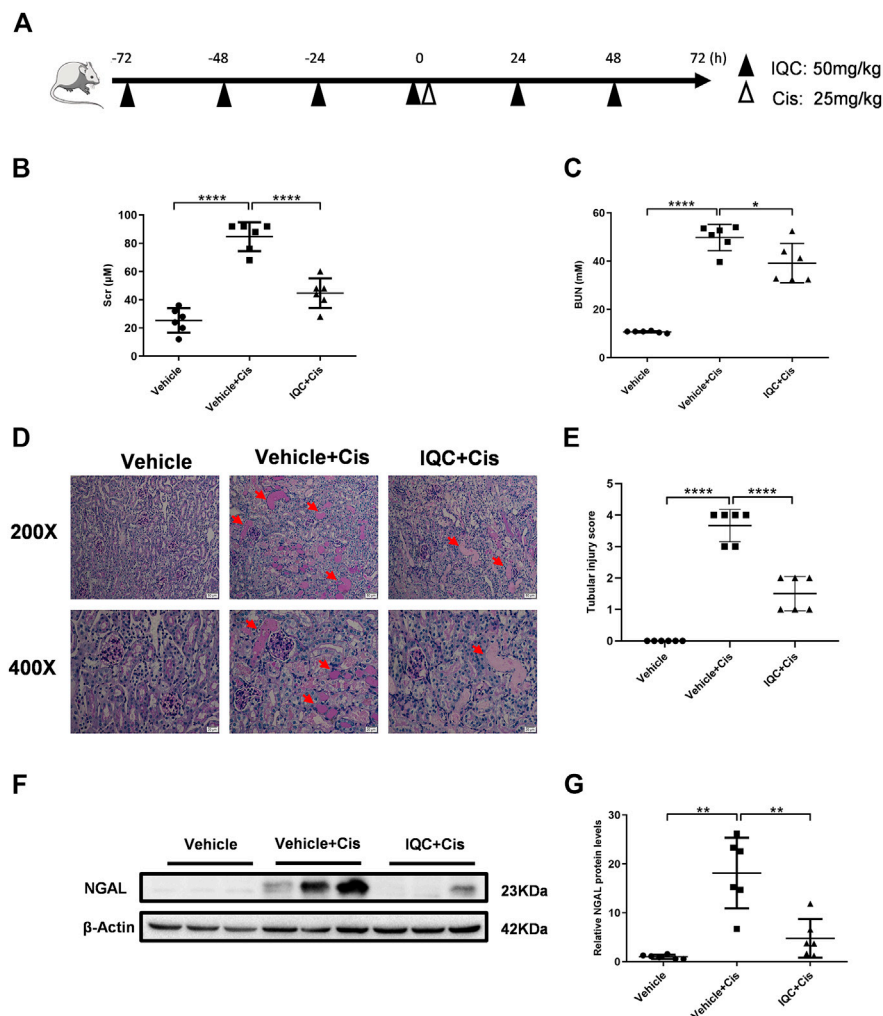 A
-72 -48 -24 0 24 48 72 (h)
IQC: 50mg/kg
Cis: 25mg/kg
B
**** ****
100
80
60
40
20
0
Scr (µM)
Vehicle
Vehicle+Cis
IQC+Cis
C
**** *
60
40
20
0
BUN (mM)
Vehicle
Vehicle+Cis
IQC+Cis
D
Vehicle Vehicle+Cis IQC+Cis
200X
400X
E
**** ****
5
4
3
2
1
0
Tubular injury score
Vehicle
Vehicle+Cis
IQC+Cis
F
Vehicle Vehicle+Cis IQC+Cis
NGAL 23KDa
β-Actin 42KDa
G
** **
30
20
10
0
Relative NGAL protein levels
Vehicle
Vehicle+Cis
IQC+Cis